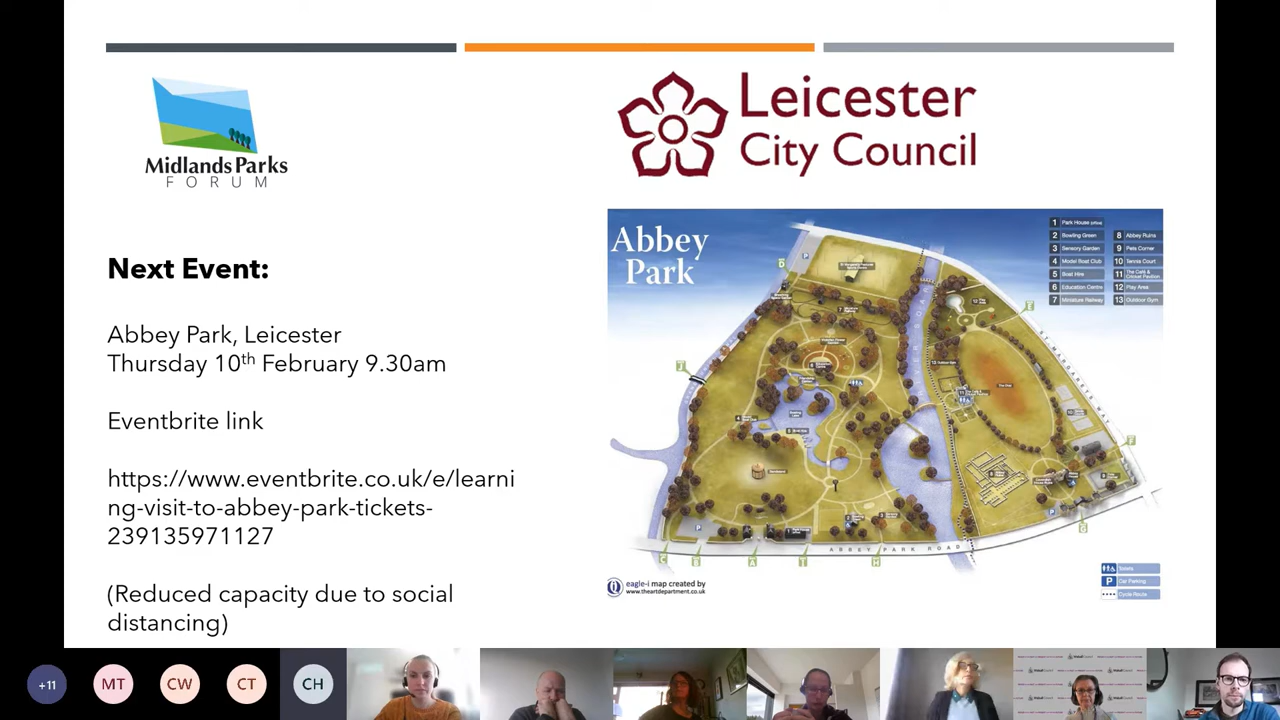 Midlands Parks
FORUM
Leicester
City Council
Next Event:
Abbey Park, Leicester
Thursday 10th February 9.30am
Eventbrite link
https://www.eventbrite.co.uk/e/learni
ng-visit-to-abbey-park-tickets-
239135971127
(Reduced capacity due to social
distancing)
Abbey
Park
1 Park House
2 Bowling Green
3 Sensory Garden
4 Model Boat Club
5 Boat Hire
6 Education Centre
7 Miniature Railway
8 Abbey Ruins
9 Pets Corner
10 Tennis Court
11 The Café &
Cricket Pavilion
12 Play Area
13 Outdoor Gym
ABBEY PARK ROAD
eagle-i map created by
www.theartdepartment.co.uk
Toilets
P Car Parking
Cycle Route
+11
MT
CW
CT
CH